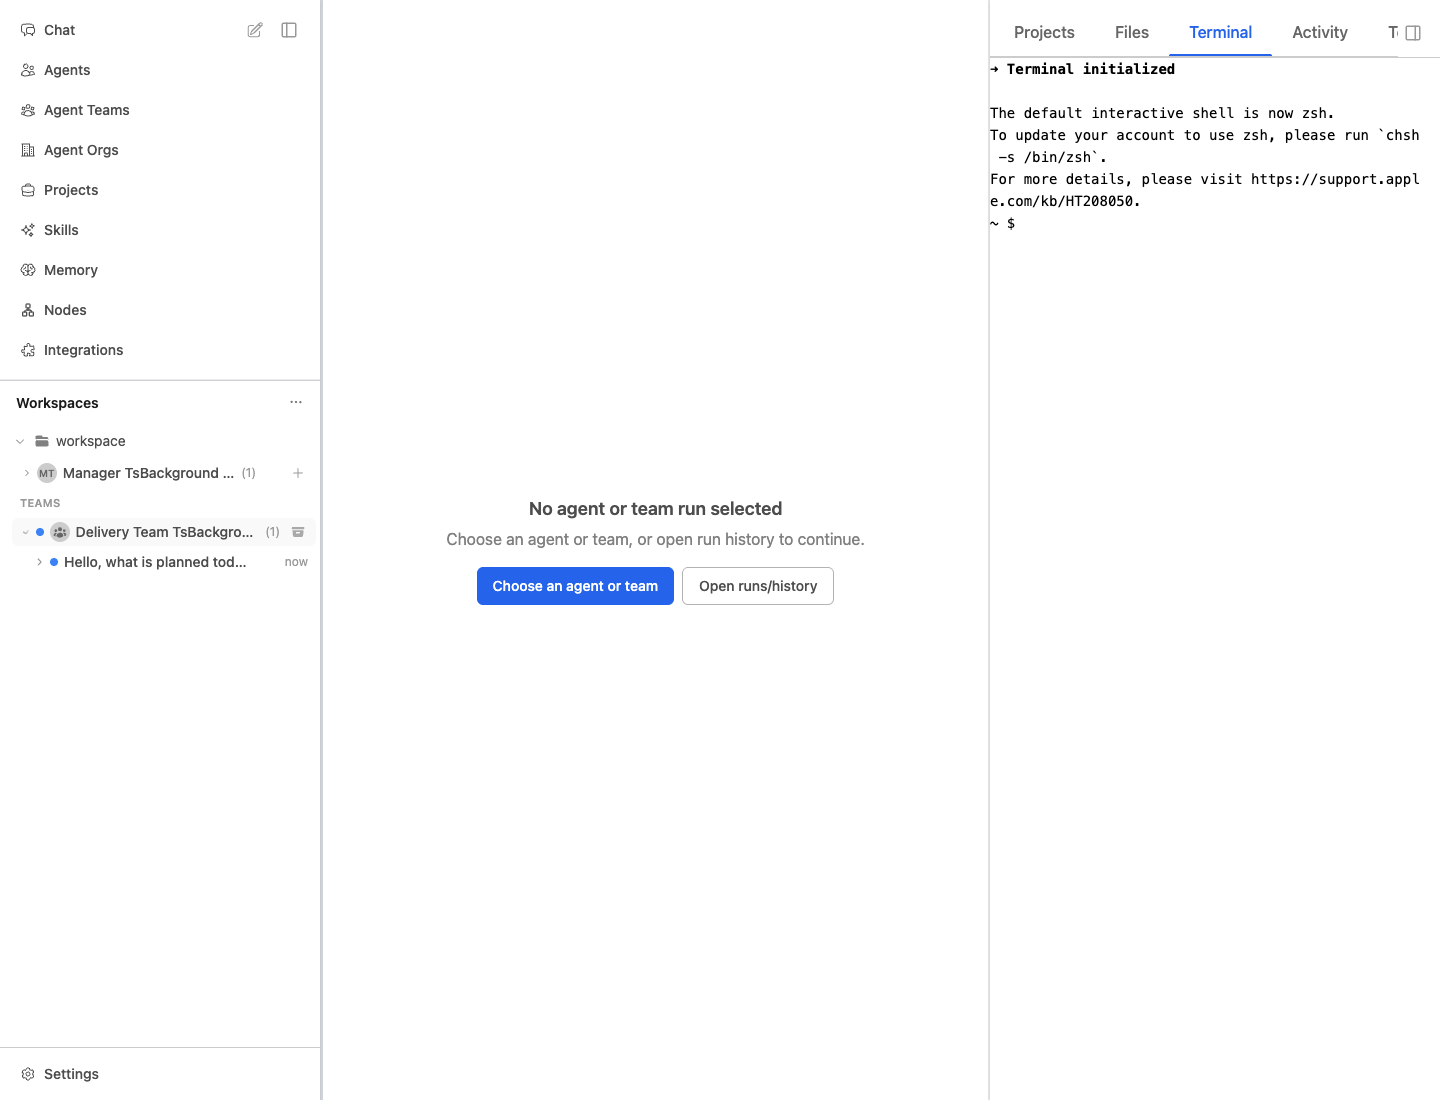 Chat
Agents
Agent Teams
Agent Orgs
Projects
Skills
Memory
Nodes
Integrations
Workspaces
workspace
MT Manager TsBackground ... (1)
TEAMS
Delivery Team TsBackgro... (1)
Hello, what is planned tod... now
Settings
No agent or team run selected
Choose an agent or team, or open run history to continue.
Choose an agent or team Open runs/history
Projects Files Terminal Activity
➜ Terminal initialized
The default interactive shell is now zsh.
To update your account to use zsh, please run `chsh
-s /bin/zsh`.
For more details, please visit https://support.appl
e.com/kb/HT208050.
~ $